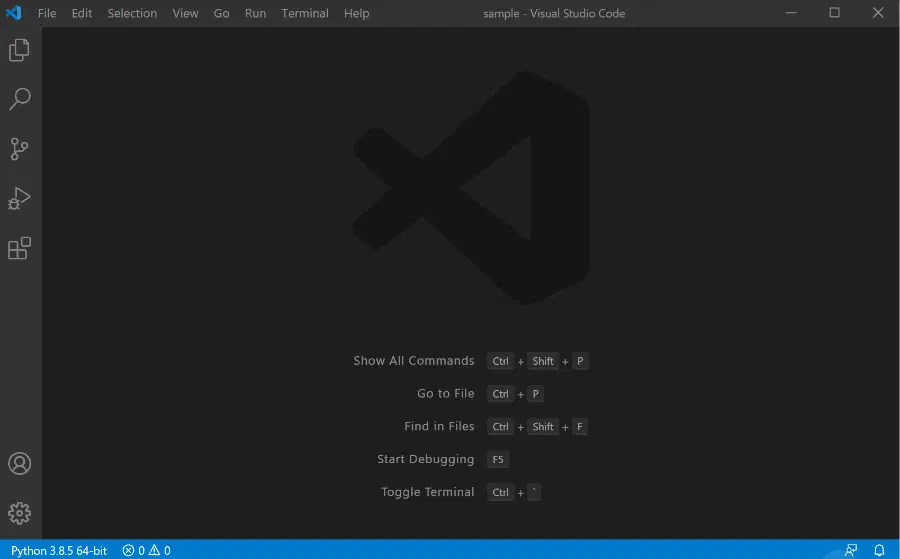 File Edit Selection View Go Run Terminal Help sample - Visual Studio Code
Show All Commands Ctrl + Shift + P
Go to File Ctrl + P
Find in Files Ctrl + Shift + F
Start Debugging F5
Toggle Terminal Ctrl + `
Python 3.8.5 64-bit 0 0